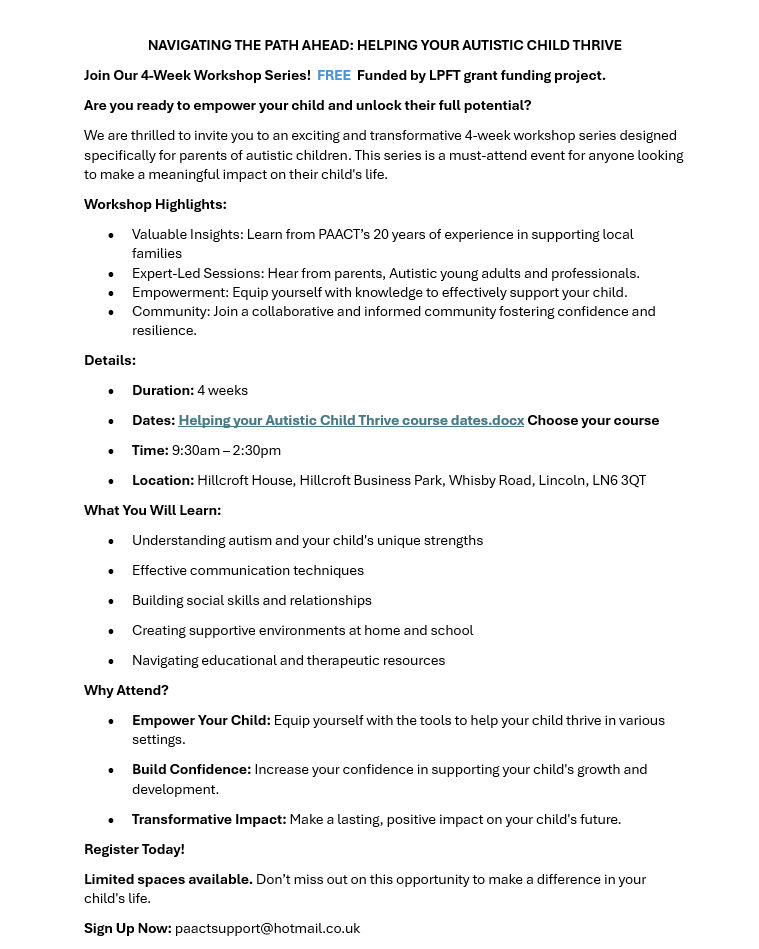 NAVIGATING THE PATH AHEAD: HELPING YOUR AUTISTIC CHILD THRIVE
Join Our 4-Week Workshop Series!  FREE  Funded by LPFT grant funding project.
Are you ready to empower your child and unlock their full potential?
We are thrilled to invite you to an exciting and transformative 4-week workshop series designed
specifically for parents of autistic children. This series is a must-attend event for anyone looking
to make a meaningful impact on their child's life.
Workshop Highlights:
• Valuable Insights: Learn from PAACT’s 20 years of experience in supporting local
families
• Expert-Led Sessions: Hear from parents, Autistic young adults and professionals.
• Empowerment: Equip yourself with knowledge to effectively support your child.
• Community: Join a collaborative and informed community fostering confidence and
resilience.
Details:
• Duration: 4 weeks
• Dates: Helping your Autistic Child Thrive course dates.docx Choose your course
• Time: 9:30am – 2:30pm
• Location: Hillcroft House, Hillcroft Business Park, Whisby Road, Lincoln, LN6 3QT
What You Will Learn:
• Understanding autism and your child's unique strengths
• Effective communication techniques
• Building social skills and relationships
• Creating supportive environments at home and school
• Navigating educational and therapeutic resources
Why Attend?
• Empower Your Child: Equip yourself with the tools to help your child thrive in various
settings.
• Build Confidence: Increase your confidence in supporting your child's growth and
development.
• Transformative Impact: Make a lasting, positive impact on your child's future.
Register Today!
Limited spaces available. Don’t miss out on this opportunity to make a difference in your
child's life.
Sign Up Now: paactsupport@hotmail.co.uk